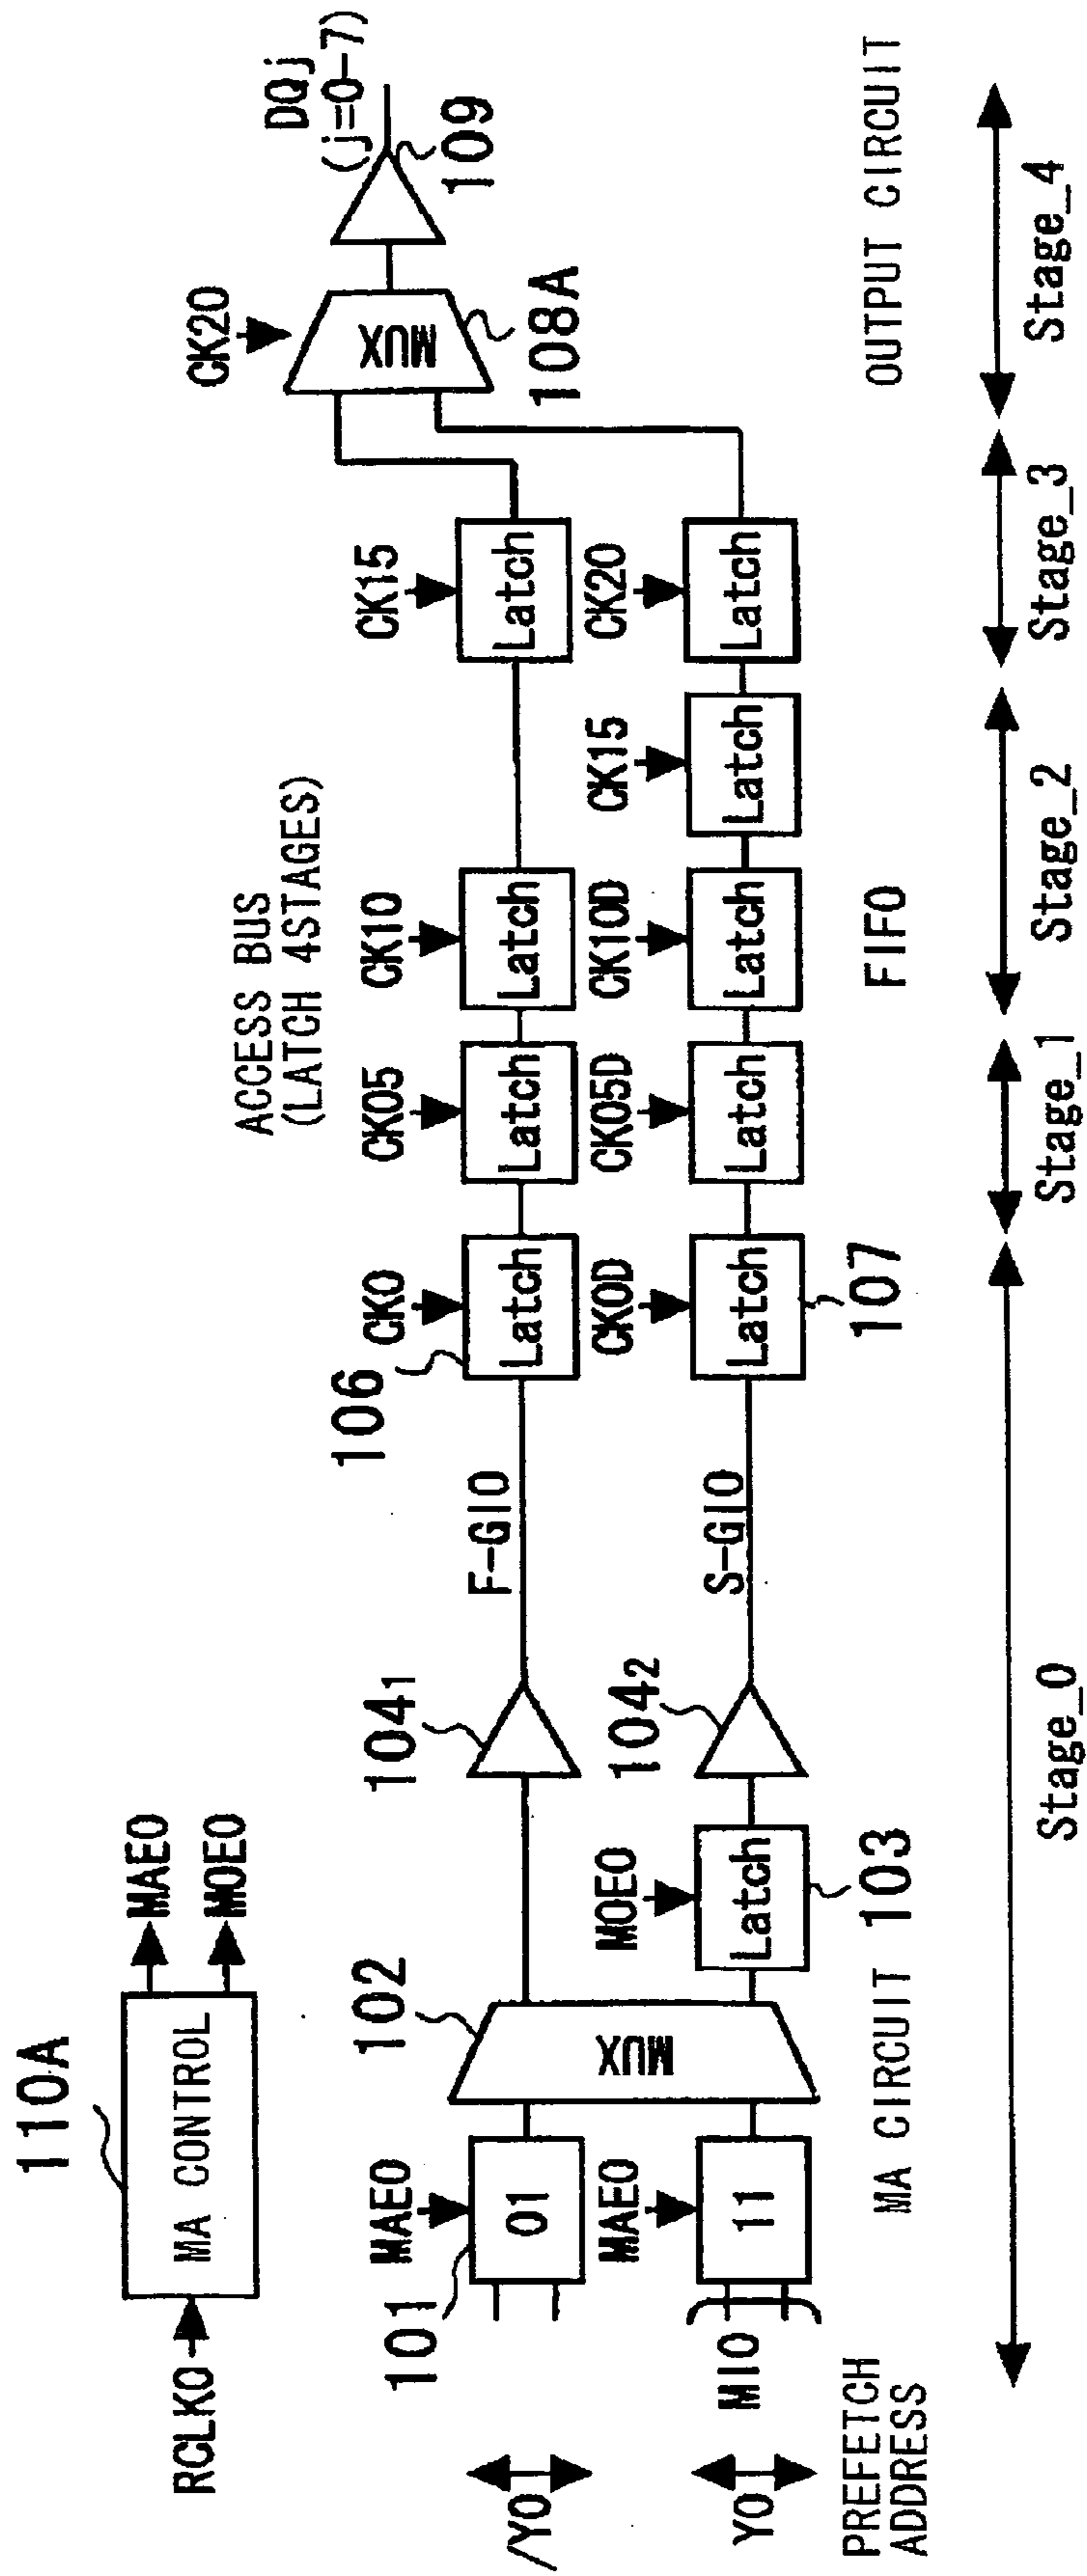 110A
RCLK0
MA CONTROL
MAE0
MOE0
ACCESS BUS
(LATCH 4STAGES)
DQj
(j=0-7)
109
CK20
MUX
108A
/Y0
101
MAE0
01
102
MUX
104₁
F-GIO
106
CK0
Latch
CK05
Latch
CK10
Latch
CK15
Latch
Y0
MIO
MAE0
11
MOE0
Latch
103
104₂
S-GIO
CK0D
Latch
107
CK05D
Latch
CK10D
Latch
CK15
Latch
CK20
Latch
PREFETCH
ADDRESS
MA CIRCUIT
FIFO
OUTPUT CIRCUIT
Stage_0
Stage_1
Stage_2
Stage_3
Stage_4